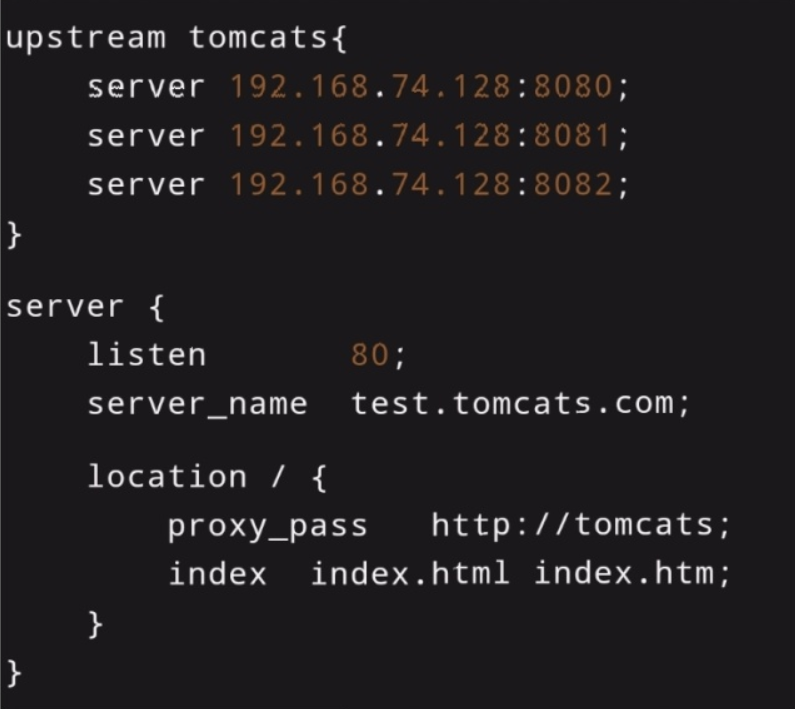 upstream tomcats{
    server 192.168.74.128:8080;
    server 192.168.74.128:8081;
    server 192.168.74.128:8082;
}
server {
    listen       80;
    server_name  test.tomcats.com;
    location / {
        proxy_pass   http://tomcats;
        index  index.html index.htm;
    }
}